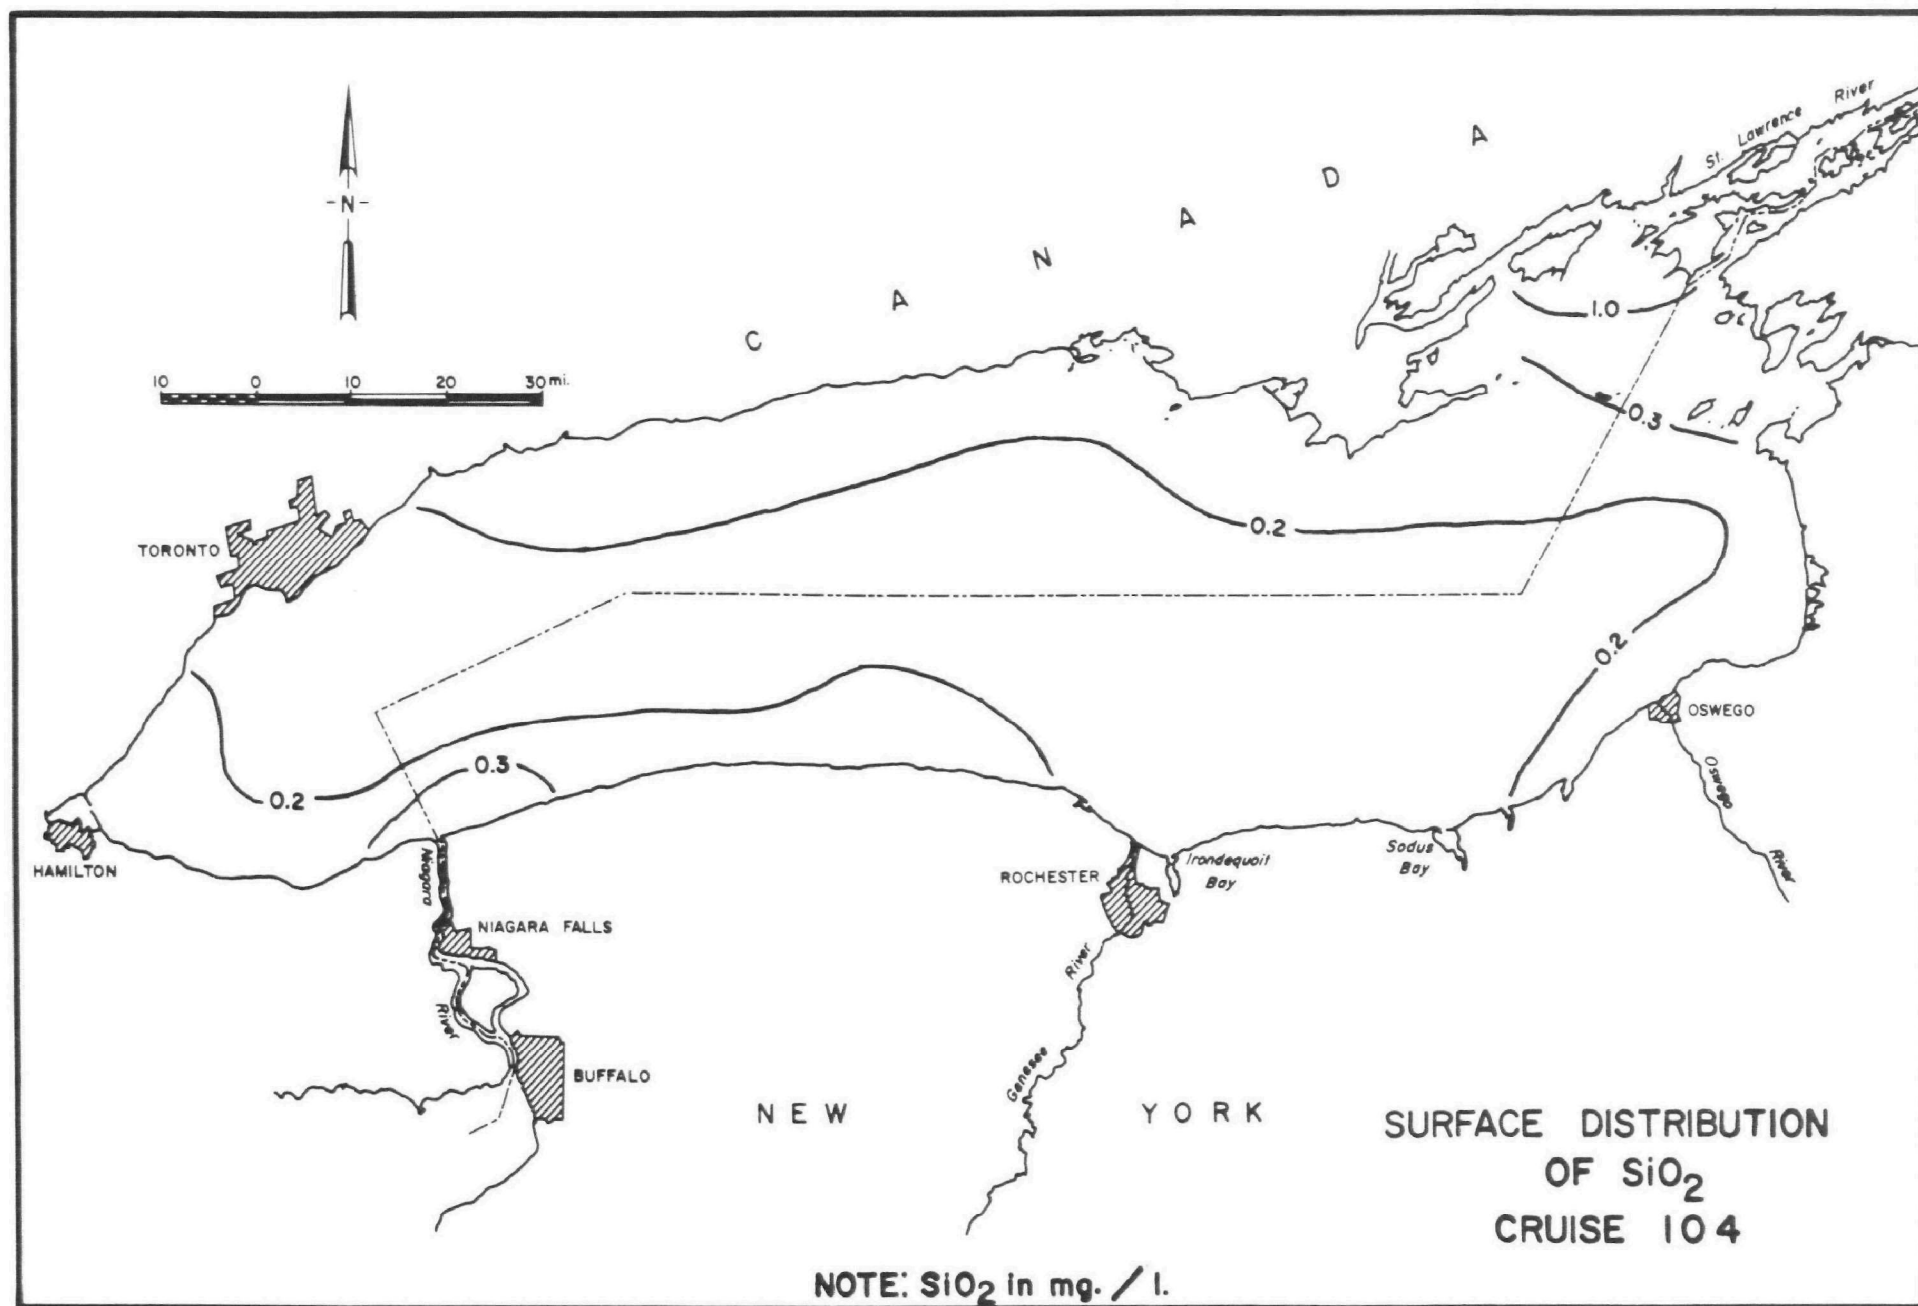 St. Lawrence River
C A N A D A
N
10 0 10 20 30 mi.
1.0
0.3
0.2
TORONTO
0.2
OSWEGO
0.3
0.2
HAMILTON
Niagara
River
NIAGARA FALLS
BUFFALO
ROCHESTER
Irondequoit
Bay
Sodus
Bay
Oswego
River
Genesee
River
NEW YORK
SURFACE DISTRIBUTION
OF SiO2
CRUISE 104
NOTE: SiO2 in mg. / l.